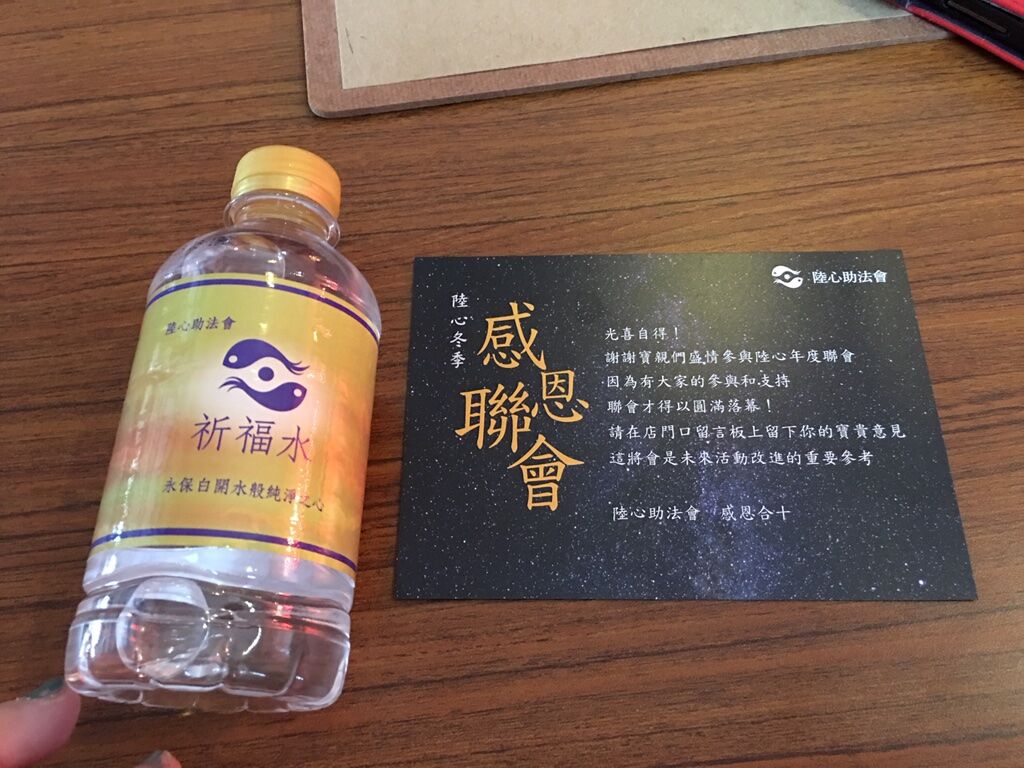 陸心助法會
祈福水
永保白開水般純淨之心
陸心助法會
陸心冬季
感恩
聯會
光喜自得！
謝謝寶親們盛情參與陸心年度聯會
因為有大家的參與和支持
聯會才得以圓滿落幕！
請在店門口留言板上留下你的寶貴意見
這將會是未來活動改進的重要參考
陸心助法會 感恩合十